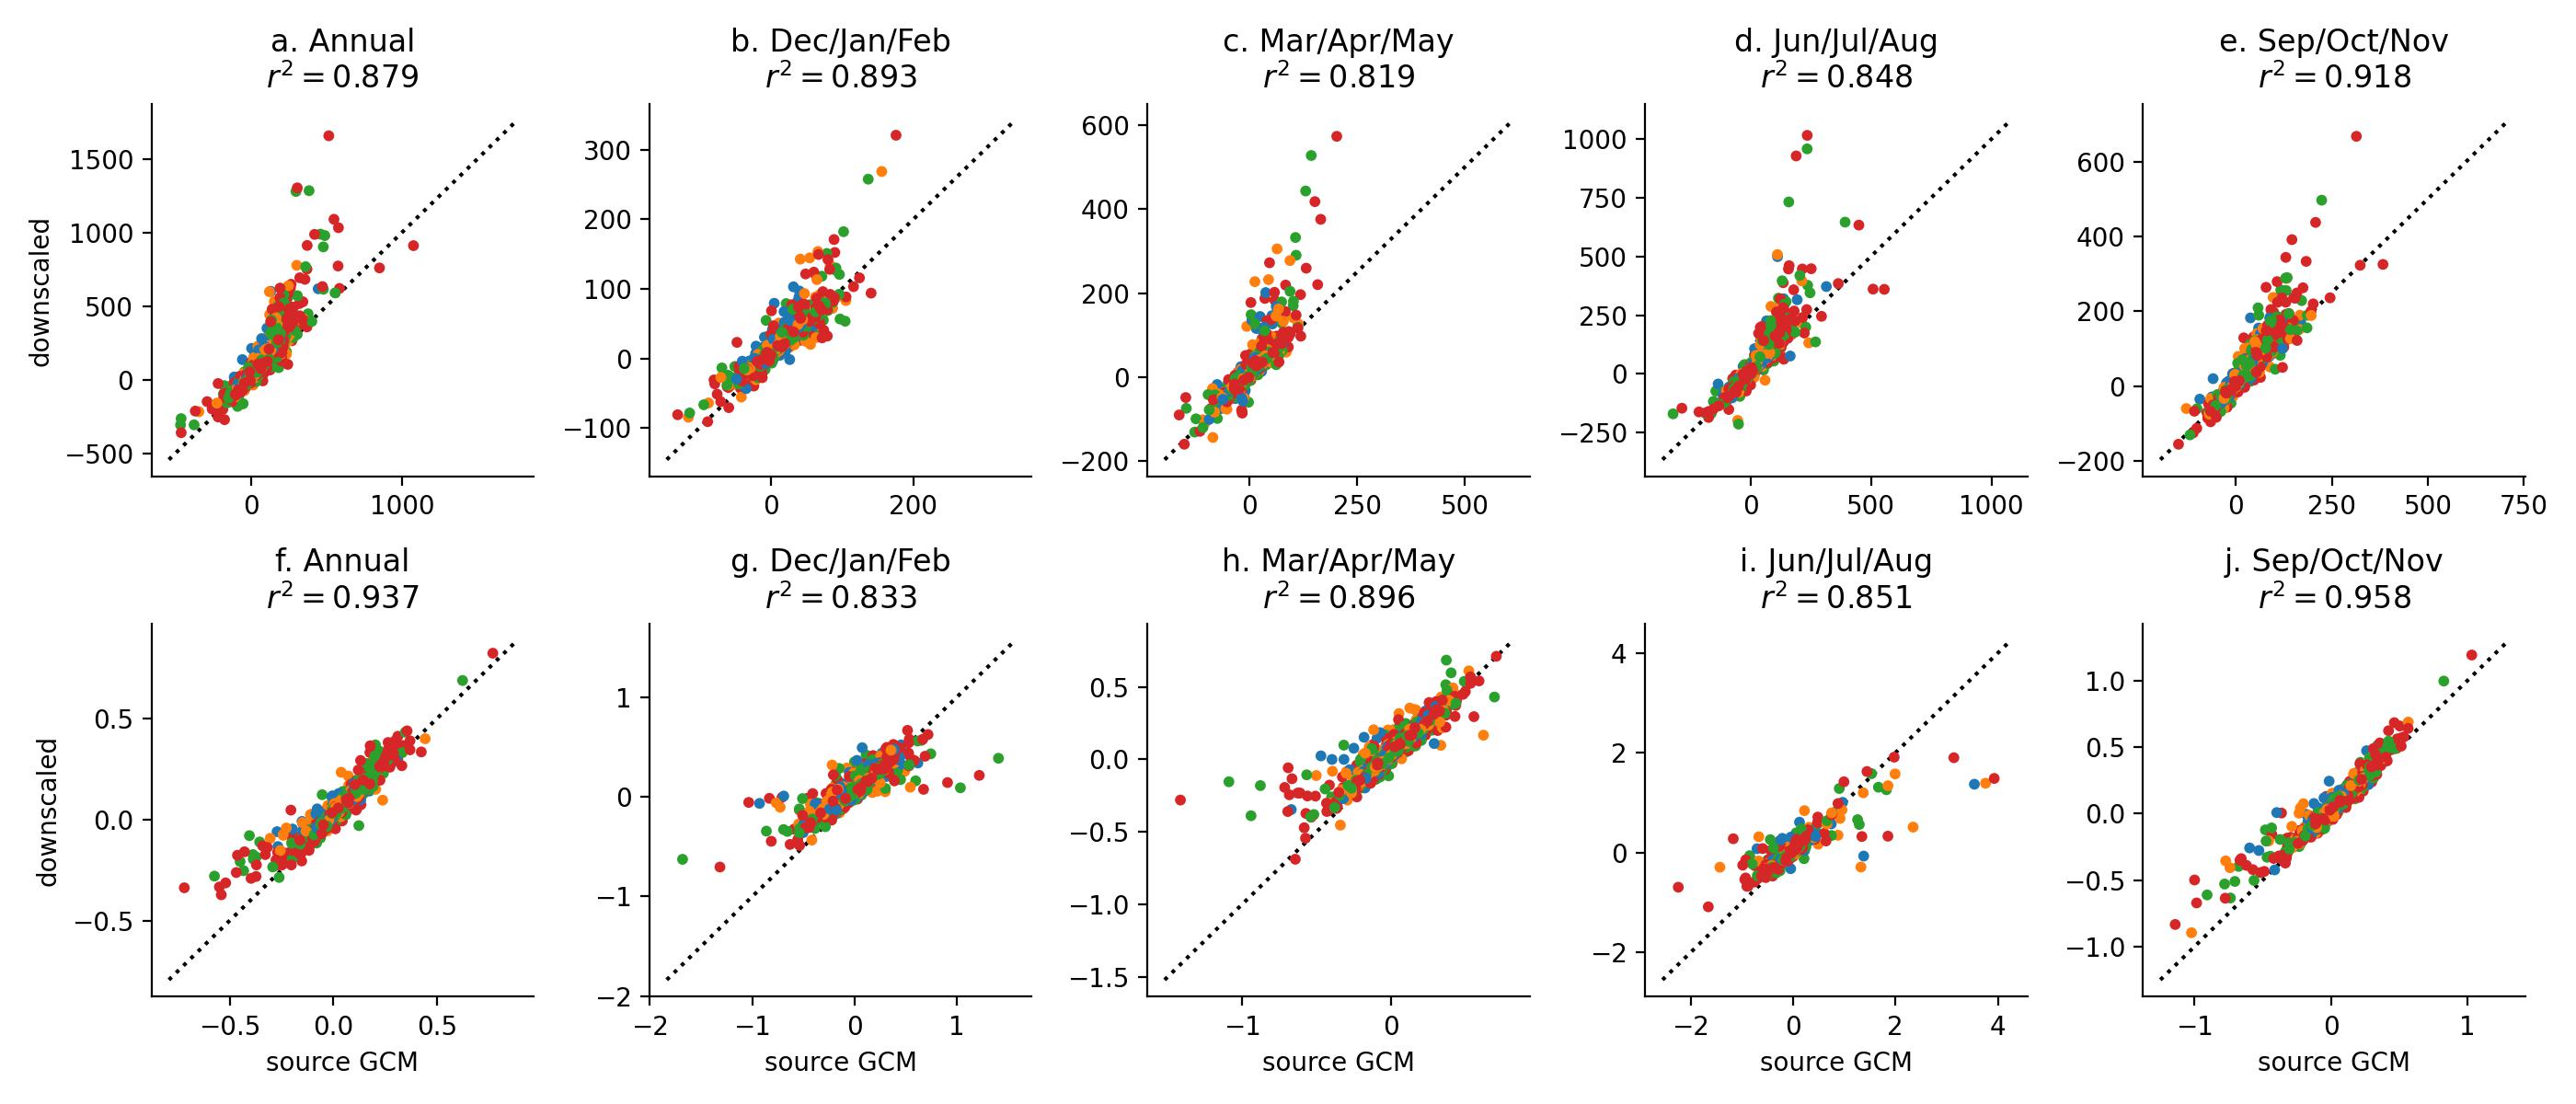 a. Annual
r² = 0.879
b. Dec/Jan/Feb
r² = 0.893
c. Mar/Apr/May
r² = 0.819
d. Jun/Jul/Aug
r² = 0.848
e. Sep/Oct/Nov
r² = 0.918
downscaled
1500
1000
500
0
−500
0
1000
300
200
100
0
−100
0
200
600
400
200
0
−200
0
250
500
1000
750
500
250
0
−250
0
500
1000
600
400
200
0
−200
0
250
500
750
f. Annual
r² = 0.937
g. Dec/Jan/Feb
r² = 0.833
h. Mar/Apr/May
r² = 0.896
i. Jun/Jul/Aug
r² = 0.851
j. Sep/Oct/Nov
r² = 0.958
downscaled
0.5
0.0
−0.5
−0.5
0.0
0.5
source GCM
1
0
−1
−2
−2
−1
0
1
source GCM
0.5
0.0
−0.5
−1.0
−1.5
−1
0
source GCM
4
2
0
−2
−2
0
2
4
source GCM
1.0
0.5
0.0
−0.5
−1.0
−1
0
1
source GCM